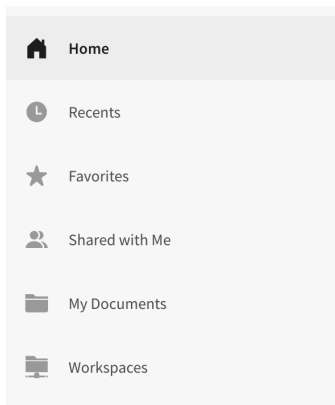 Home
Recents
Favorites
Shared with Me
My Documents
Workspaces